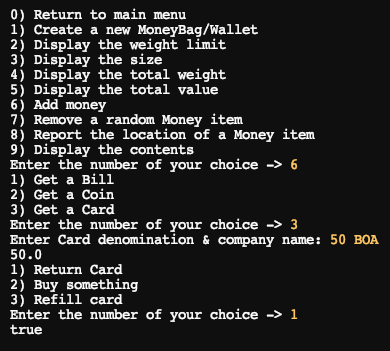 0) Return to main menu
1) Create a new MoneyBag/Wallet
2) Display the weight limit
3) Display the size
4) Display the total weight
5) Display the total value
6) Add money
7) Remove a random Money item
8) Report the location of a Money item
9) Display the contents
Enter the number of your choice -> 6
1) Get a Bill
2) Get a Coin
3) Get a Card
Enter the number of your choice -> 3
Enter Card denomination & company name: 50 BOA
50.0
1) Return Card
2) Buy something
3) Refill card
Enter the number of your choice -> 1
true